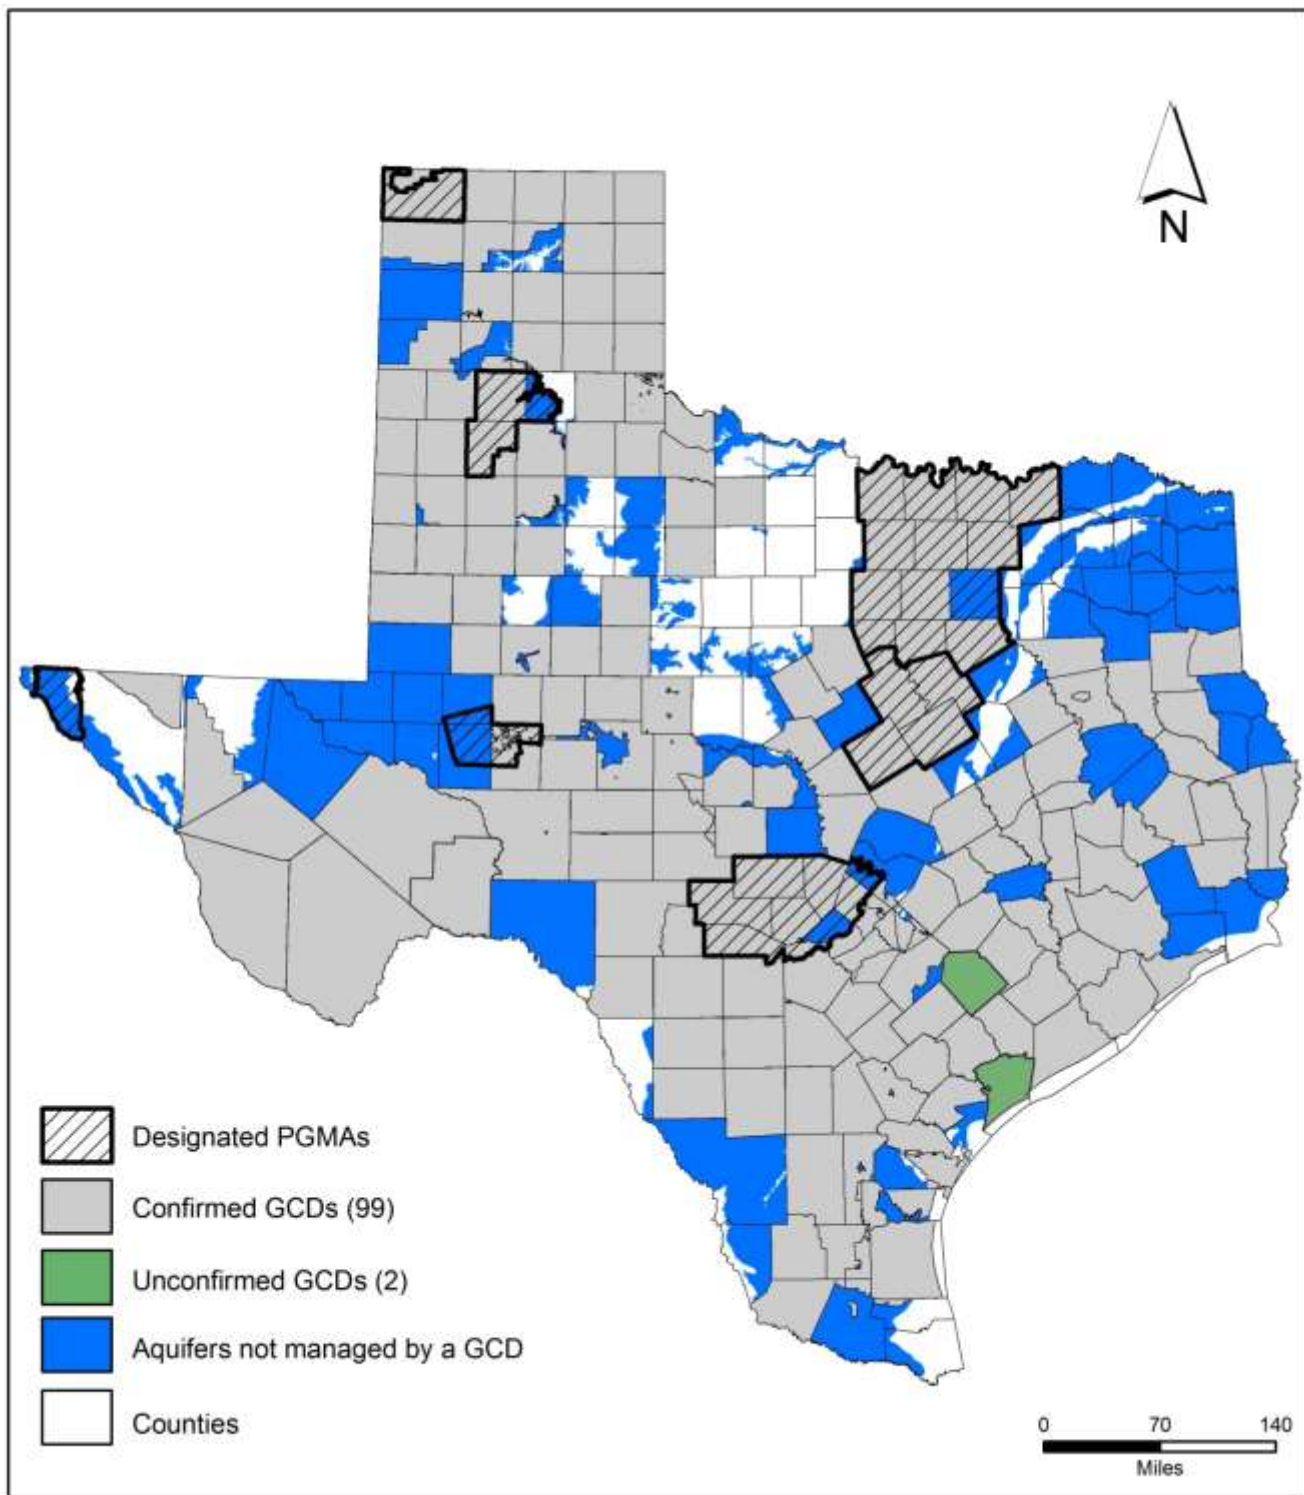 N
Designated PGMAs
Confirmed GCDs (99)
Unconfirmed GCDs (2)
Aquifers not managed by a GCD
Counties
0 70 140
Miles